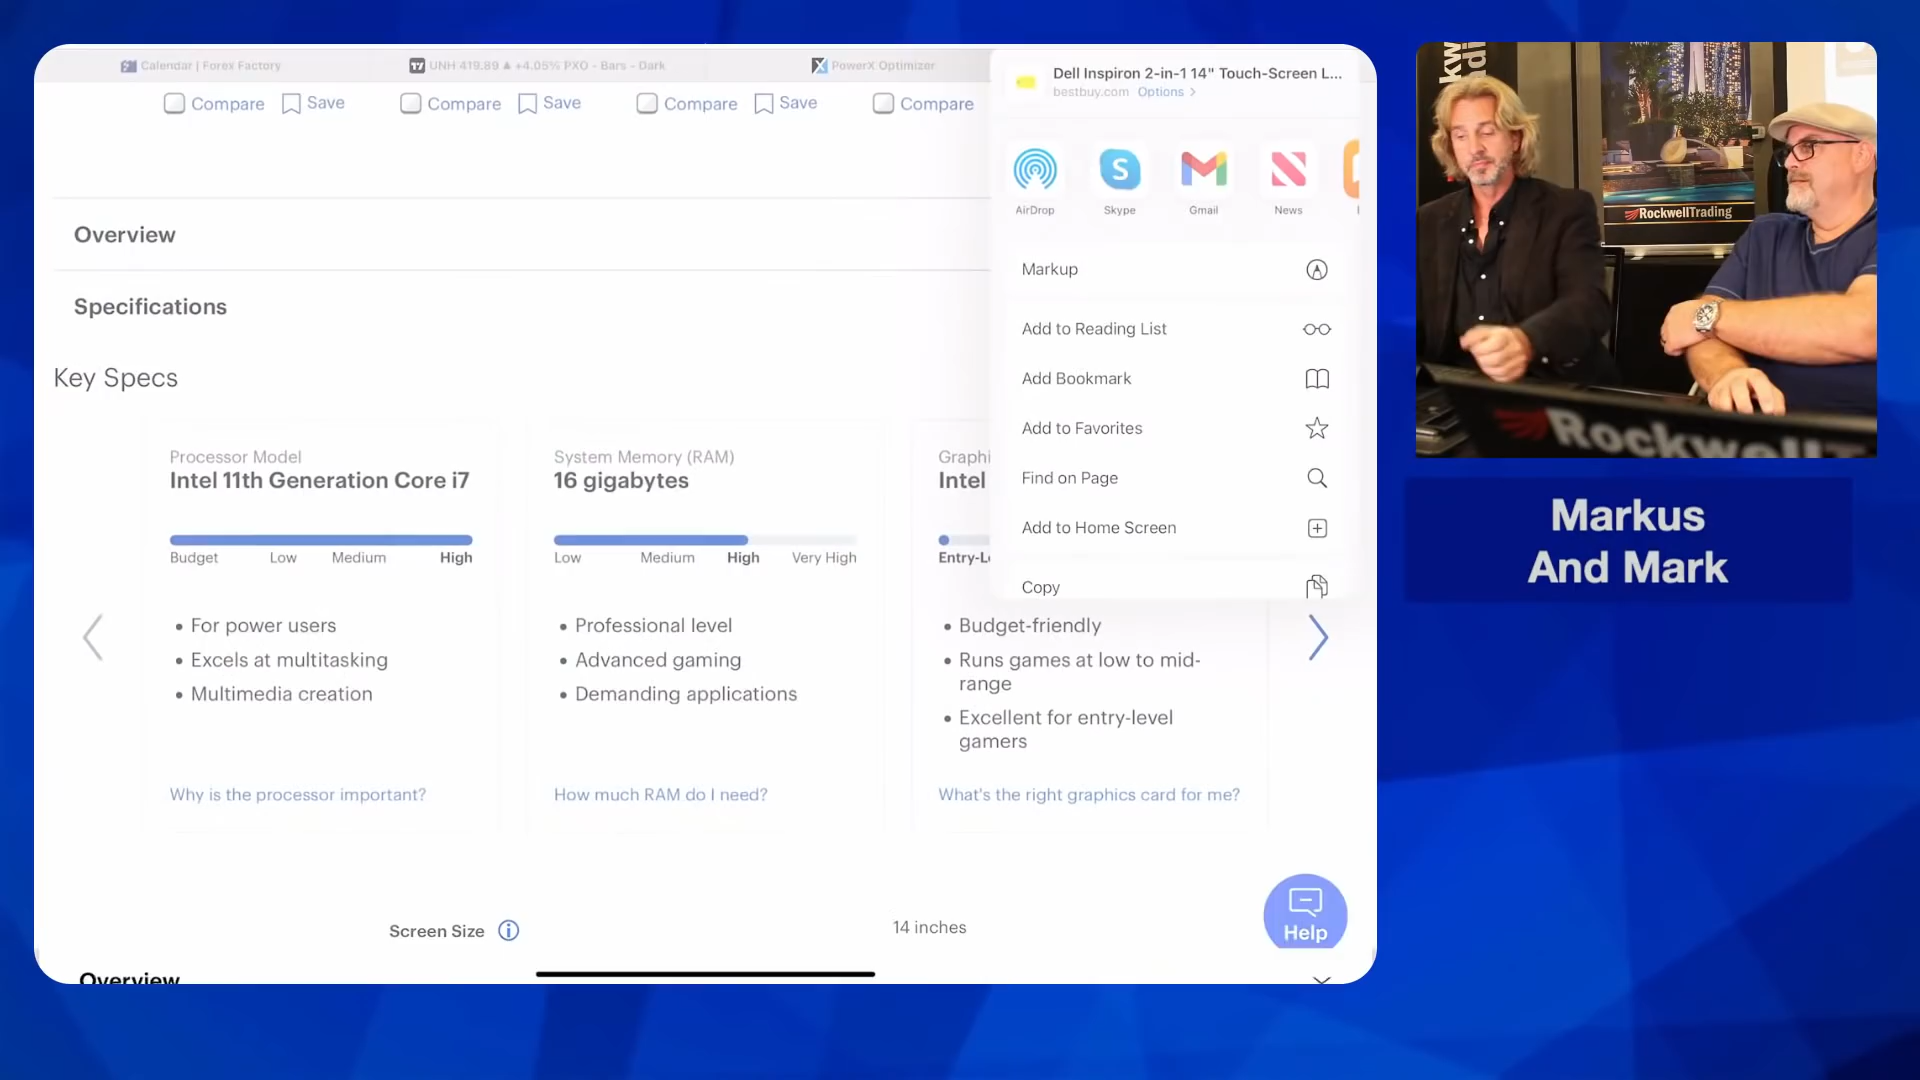 Calendar | Forex Factory
UNH 419.89 ▲ +4.05% PXO - Bars - Dark
PowerX Optimizer
Compare Save Compare Save Compare Save Compare
Overview
Specifications
Key Specs
Processor Model
Intel 11th Generation Core i7
Budget Low Medium High
For power users
Excels at multitasking
Multimedia creation
Why is the processor important?
System Memory (RAM)
16 gigabytes
Low Medium High Very High
Professional level
Advanced gaming
Demanding applications
How much RAM do I need?
Graphi
Intel
Entry-L
Budget-friendly
Runs games at low to mid-
range
Excellent for entry-level
gamers
What's the right graphics card for me?
Screen Size
14 inches
Help
Overview
Dell Inspiron 2-in-1 14" Touch-Screen L...
bestbuy.com Options >
AirDrop Skype Gmail News
Markup
Add to Reading List
Add Bookmark
Add to Favorites
Find on Page
Add to Home Screen
Copy
RockwellTrading
RockwellT
Markus
And Mark